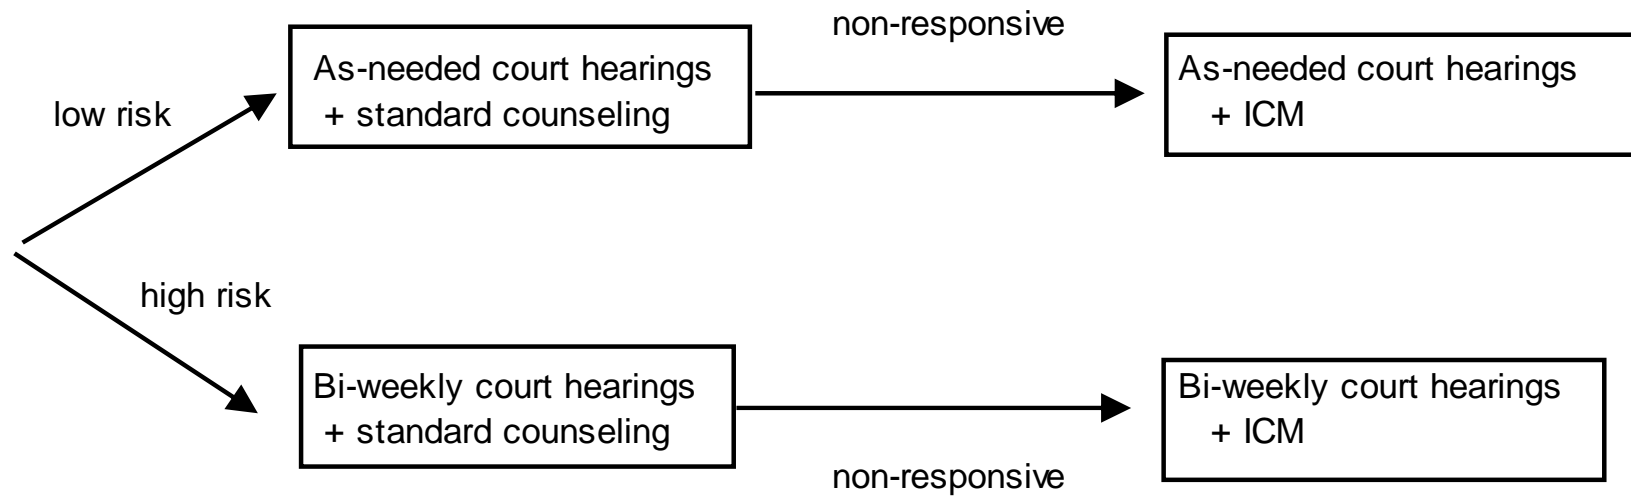 non-responsive
As-needed court hearings
+ standard counseling
As-needed court hearings
+ ICM
low risk
high risk
Bi-weekly court hearings
+ standard counseling
Bi-weekly court hearings
+ ICM
non-responsive